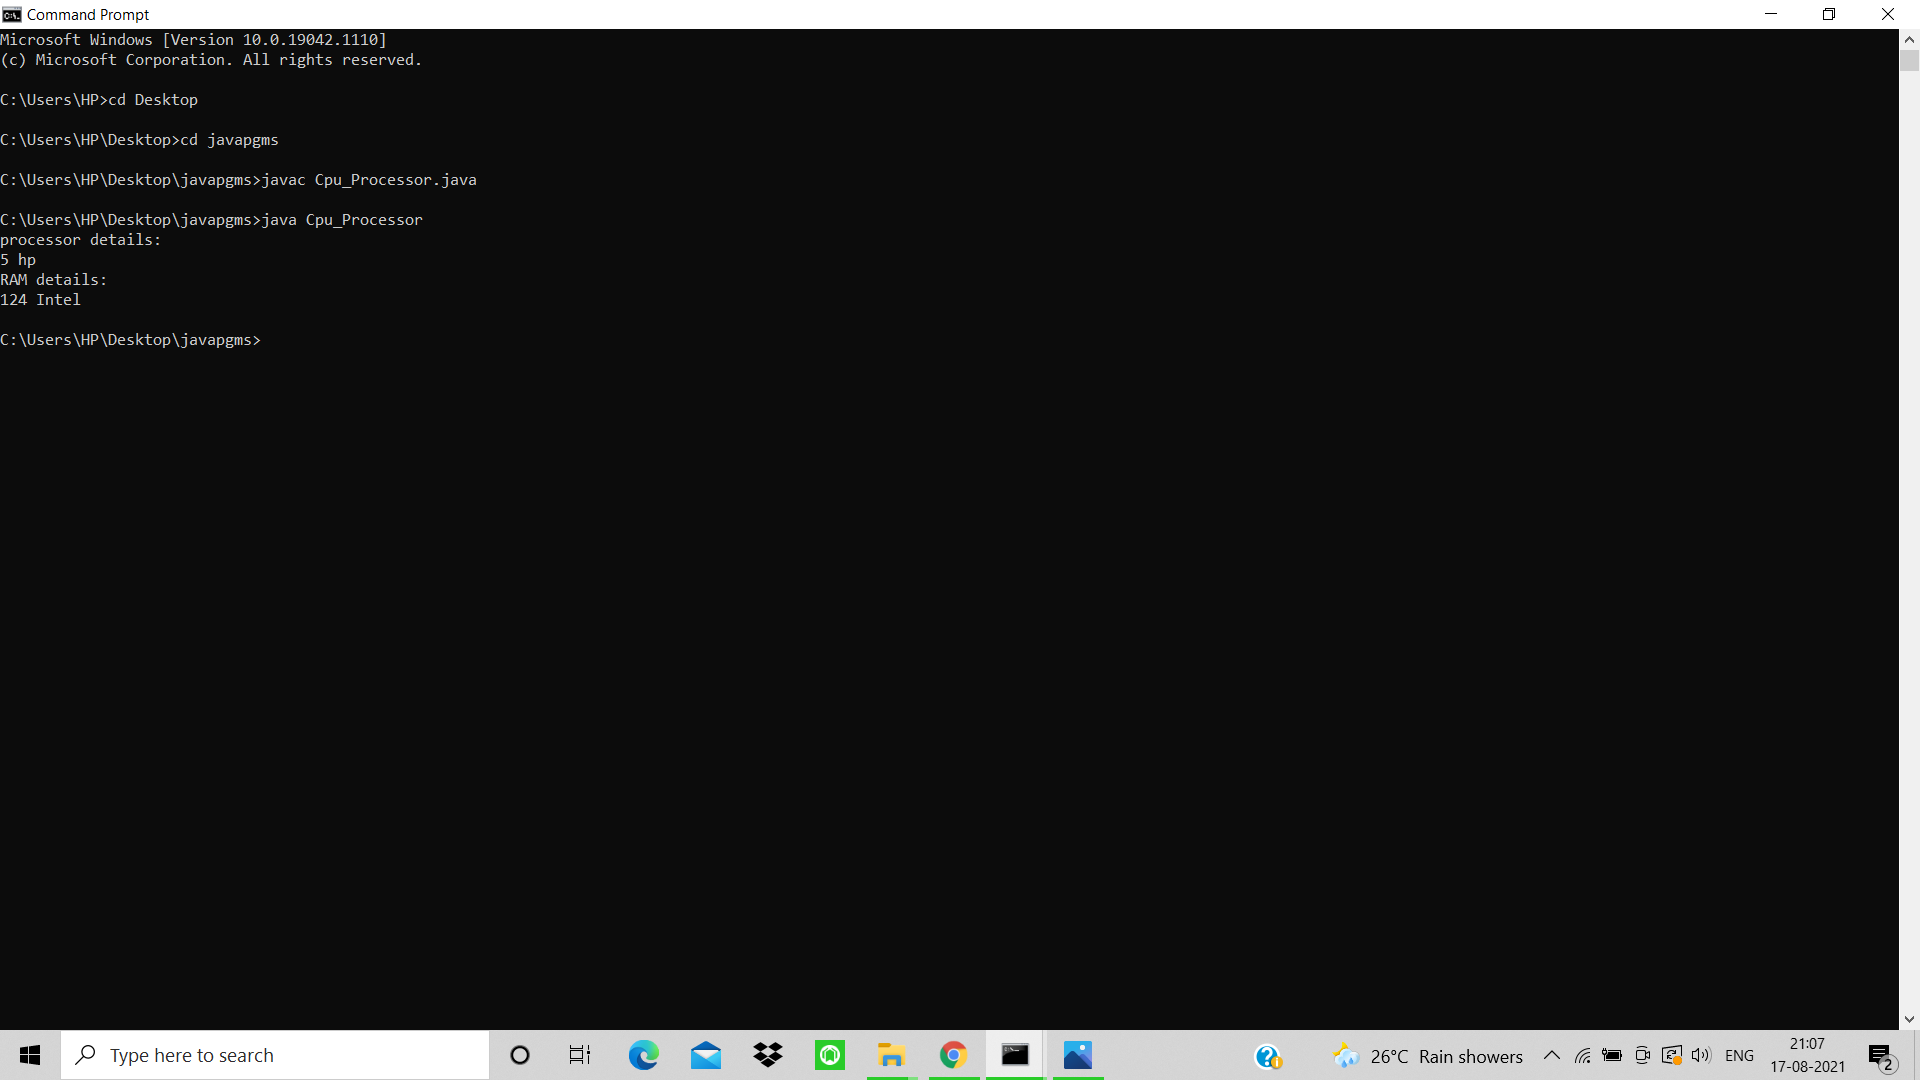 Command Prompt
Microsoft Windows [Version 10.0.19042.1110]
(c) Microsoft Corporation. All rights reserved.
C:\Users\HP>cd Desktop
C:\Users\HP\Desktop>cd javapgms
C:\Users\HP\Desktop\javapgms>javac Cpu_Processor.java
C:\Users\HP\Desktop\javapgms>java Cpu_Processor
processor details:
5 hp
RAM details:
124 Intel
C:\Users\HP\Desktop\javapgms>
Type here to search
26°C Rain showers
ENG
21:07
17-08-2021
2